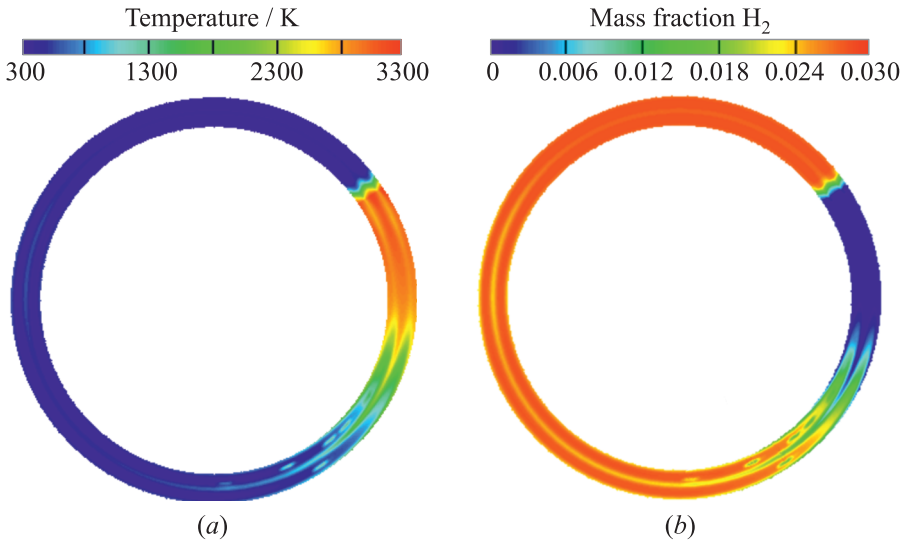 Temperature / K
300 1300 2300 3300
Mass fraction H₂
0 0.006 0.012 0.018 0.024 0.030
(a)
(b)